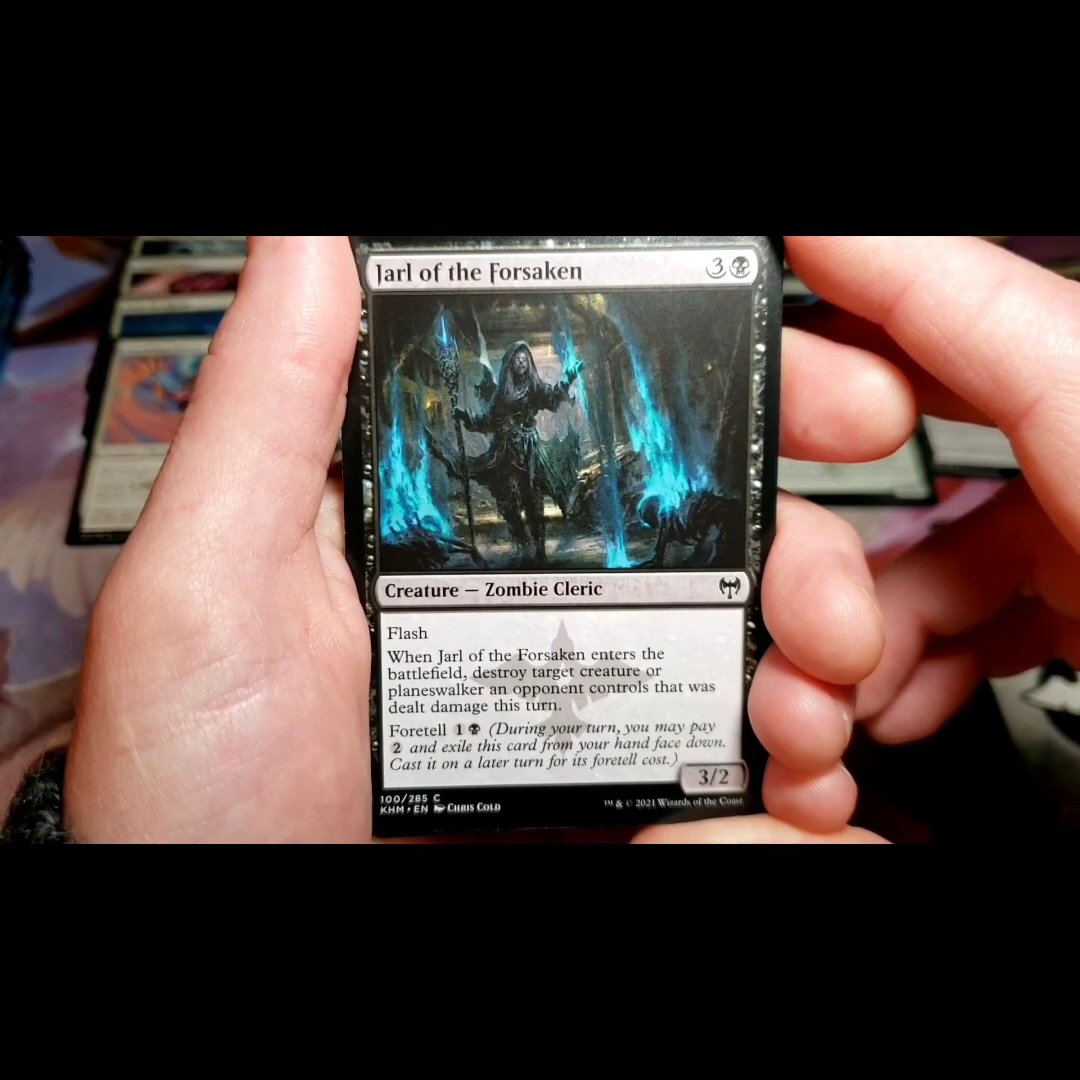 Jarl of the Forsaken 3
Creature — Zombie Cleric
Flash
When Jarl of the Forsaken enters the
battlefield, destroy target creature or
planeswalker an opponent controls that was
dealt damage this turn.
Foretell 1 (During your turn, you may pay
2 and exile this card from your hand face down.
Cast it on a later turn for its foretell cost.)
3/2
100/285 C
KHM • EN Chris Cold
™ & © 2021 Wizards of the Coast